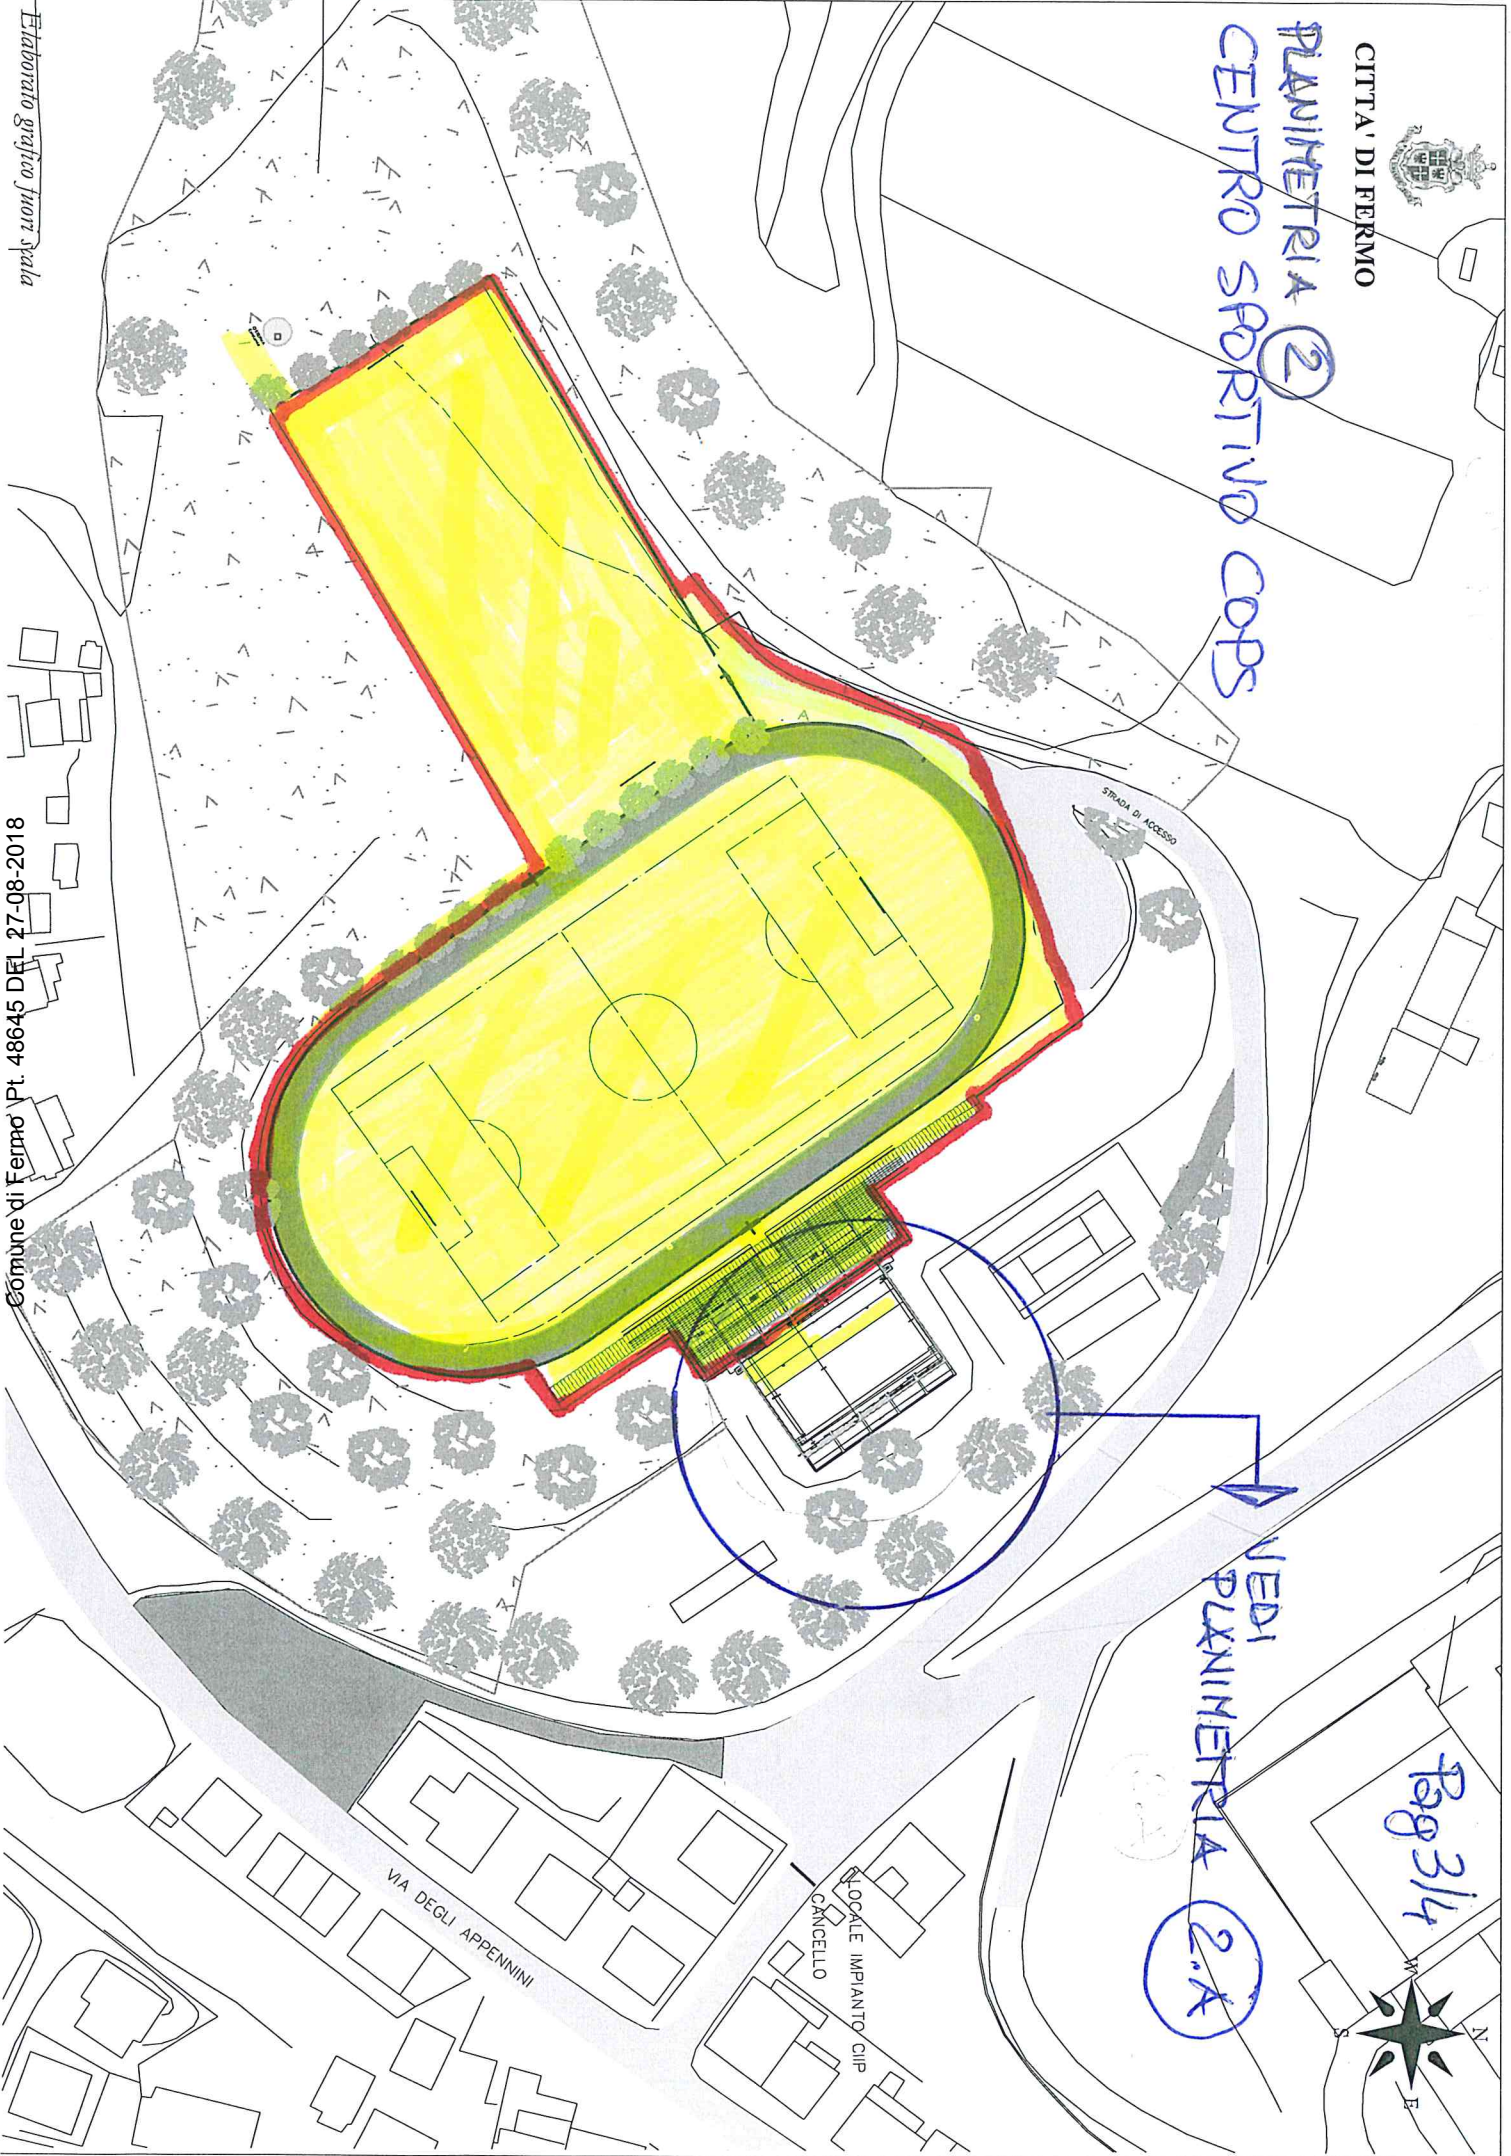 CITTA' DI FERMO
PLANIMETRIA 2
CENTRO SPORTIVO COPS
Pag 3/4
N
W
E
S
VEDI
PLANIMETRIA 2.A
STRADA DI ACCESSO
LOCALE IMPIANTO CIIP
CANCELLO
VIA DEGLI APPENNINI
Elaborato grafico fuori scala
Comune di Fermo \Pt. 48645 DEL 27-08-2018